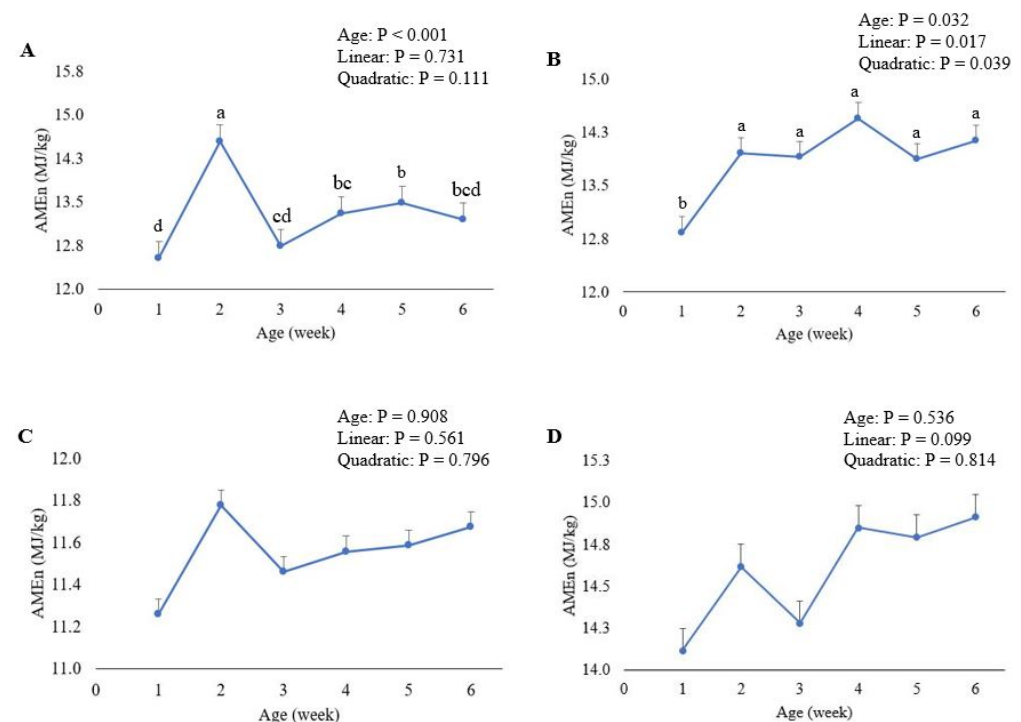 A
Age: P < 0.001
Linear: P = 0.731
Quadratic: P = 0.111
AMEn (MJ/kg)
15.8
15.0
14.3
13.5
12.8
12.0
d
a
cd
bc
b
bcd
0 1 2 3 4 5 6
Age (week)
B
Age: P = 0.032
Linear: P = 0.017
Quadratic: P = 0.039
AMEn (MJ/kg)
15.0
14.3
13.5
12.8
12.0
b
a
a
a
a
a
0 1 2 3 4 5 6
Age (week)
C
Age: P = 0.908
Linear: P = 0.561
Quadratic: P = 0.796
AMEn (MJ/kg)
12.0
11.8
11.6
11.4
11.2
11.0
0 1 2 3 4 5 6
Age (week)
D
Age: P = 0.536
Linear: P = 0.099
Quadratic: P = 0.814
AMEn (MJ/kg)
15.3
15.0
14.8
14.5
14.3
14.0
0 1 2 3 4 5 6
Age (week)